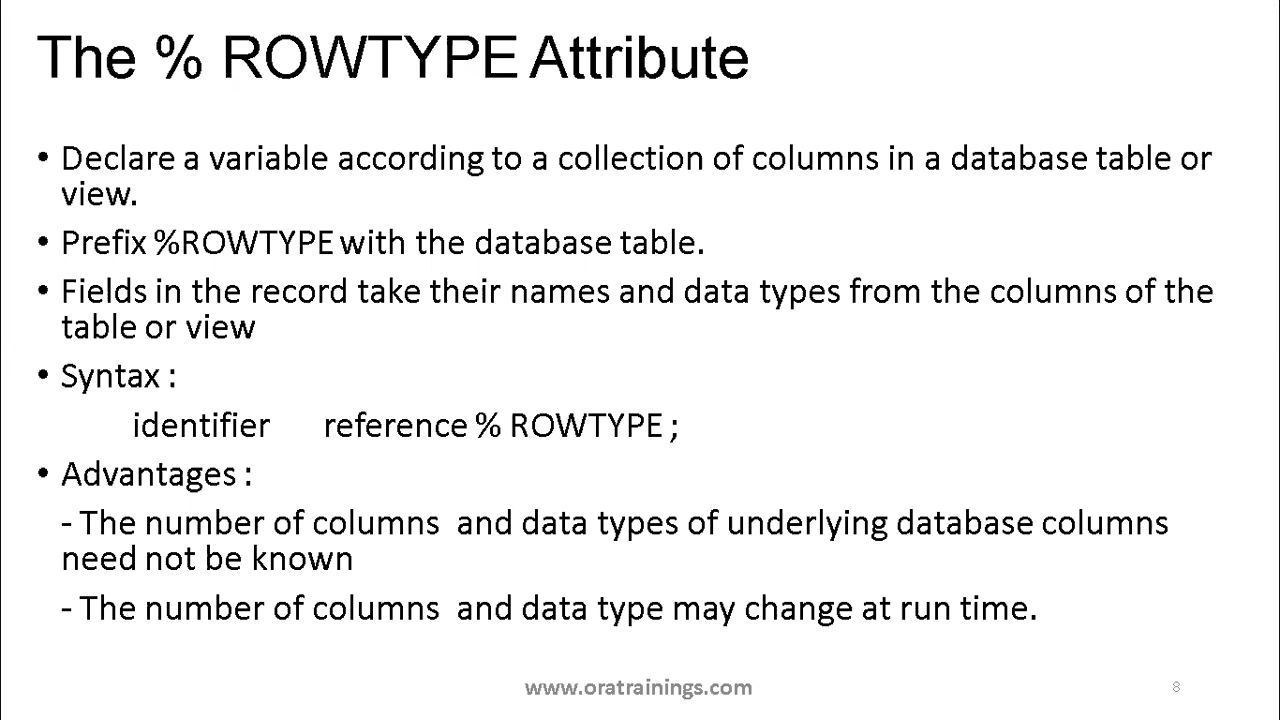 The % ROWTYPE Attribute
• Declare a variable according to a collection of columns in a database table or
view.
• Prefix %ROWTYPE with the database table.
• Fields in the record take their names and data types from the columns of the
table or view
• Syntax :
identifier reference % ROWTYPE ;
• Advantages :
- The number of columns and data types of underlying database columns
need not be known
- The number of columns and data type may change at run time.
www.oratrainings.com
8